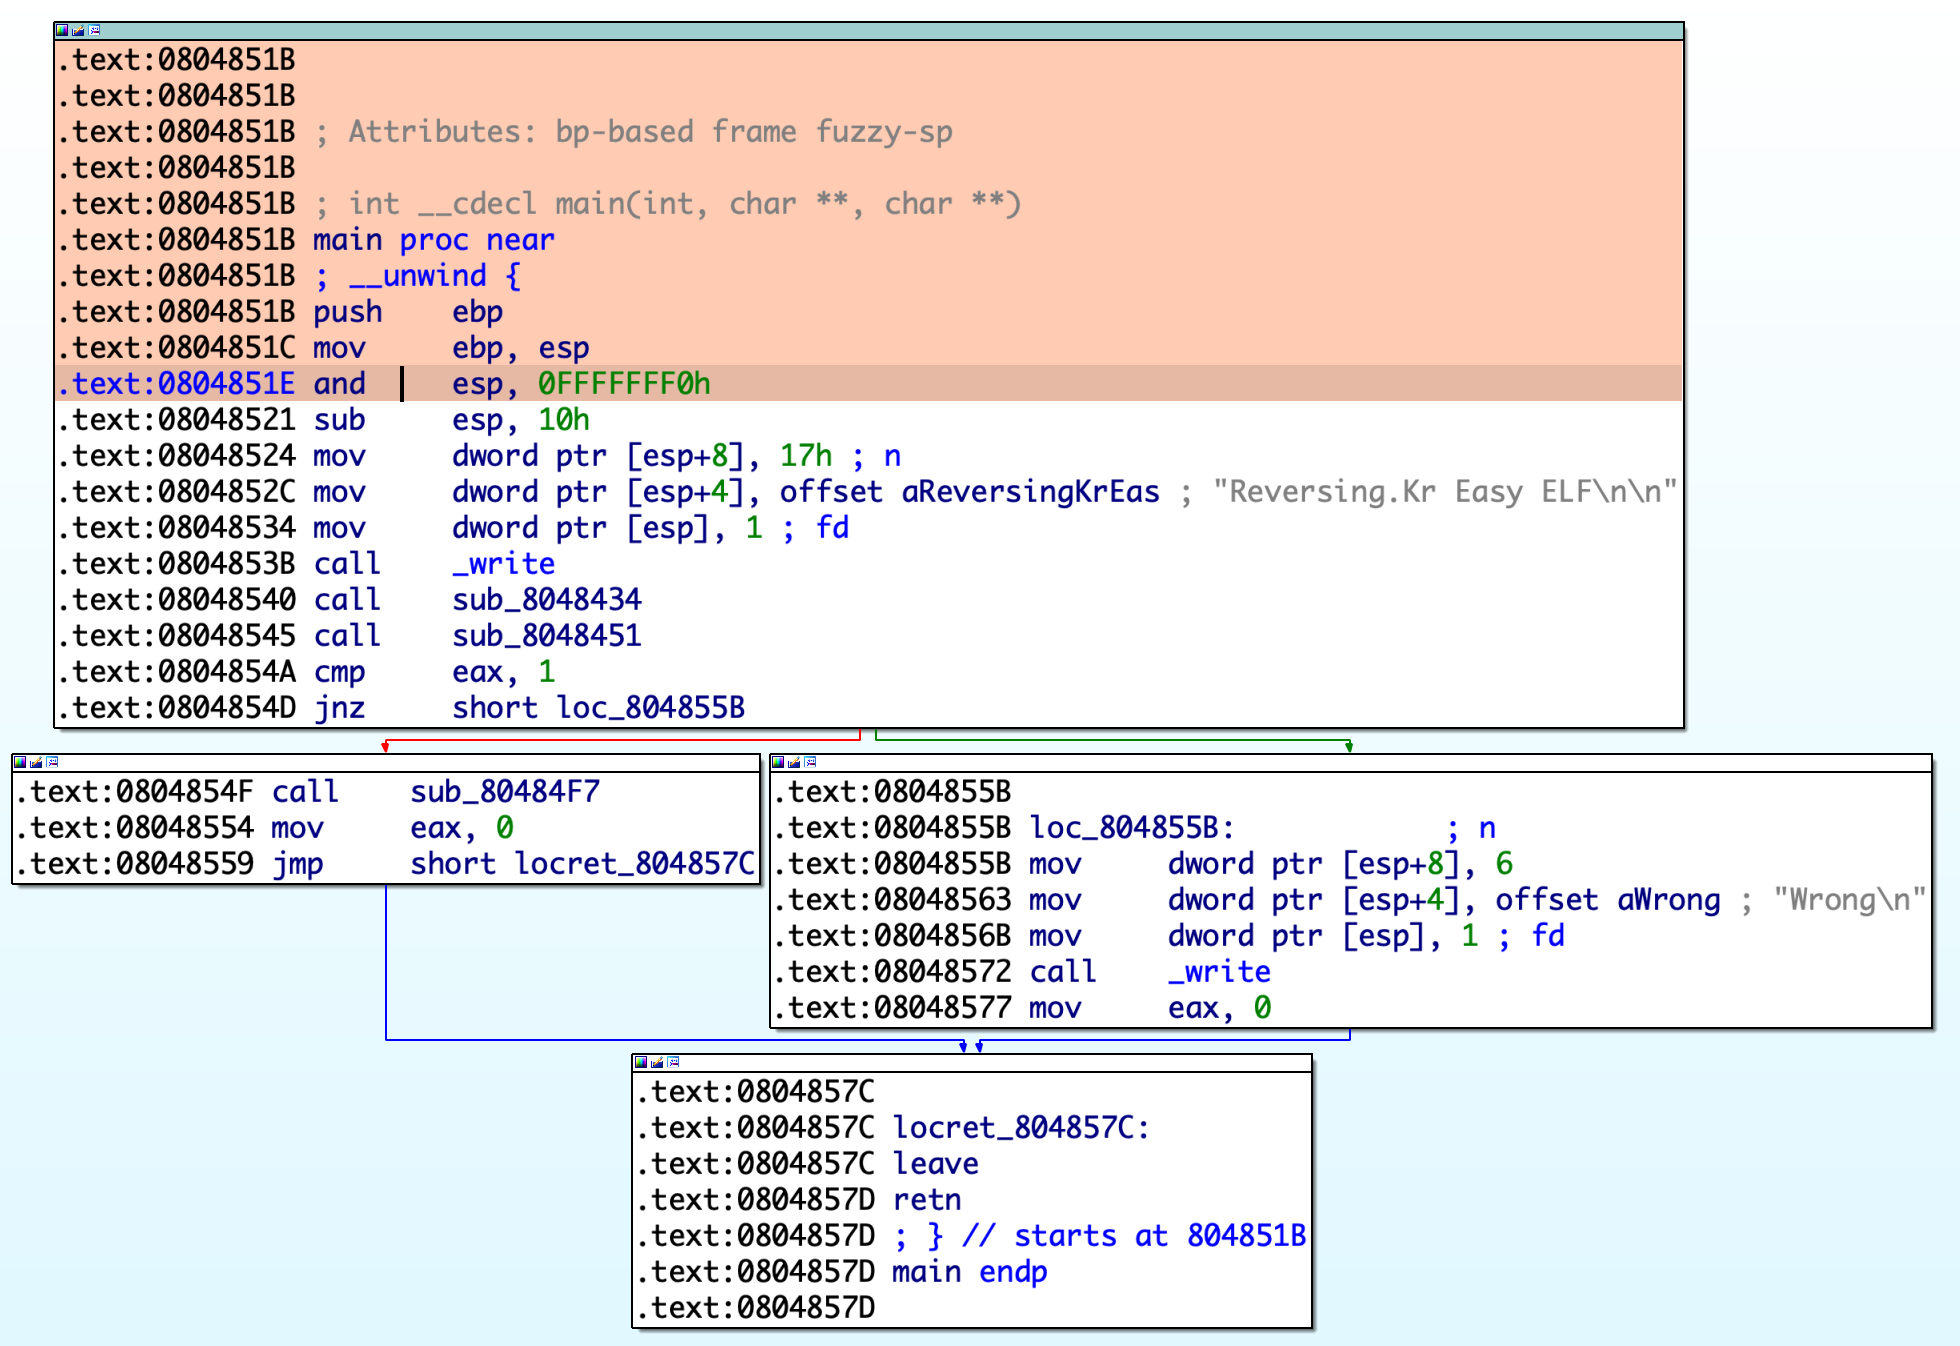 .text:0804851B
.text:0804851B
.text:0804851B ; Attributes: bp-based frame fuzzy-sp
.text:0804851B
.text:0804851B ; int __cdecl main(int, char **, char **)
.text:0804851B main proc near
.text:0804851B ; __unwind {
.text:0804851B push    ebp
.text:0804851C mov     ebp, esp
.text:0804851E and     esp, 0FFFFFFF0h
.text:08048521 sub     esp, 10h
.text:08048524 mov     dword ptr [esp+8], 17h ; n
.text:0804852C mov     dword ptr [esp+4], offset aReversingKrEas ; "Reversing.Kr Easy ELF\n\n"
.text:08048534 mov     dword ptr [esp], 1 ; fd
.text:0804853B call    _write
.text:08048540 call    sub_8048434
.text:08048545 call    sub_8048451
.text:0804854A cmp     eax, 1
.text:0804854D jnz     short loc_804855B
.text:0804854F call    sub_80484F7
.text:08048554 mov     eax, 0
.text:08048559 jmp     short locret_804857C
.text:0804855B
.text:0804855B loc_804855B:            ; n
.text:0804855B mov     dword ptr [esp+8], 6
.text:08048563 mov     dword ptr [esp+4], offset aWrong ; "Wrong\n"
.text:0804856B mov     dword ptr [esp], 1 ; fd
.text:08048572 call    _write
.text:08048577 mov     eax, 0
.text:0804857C
.text:0804857C locret_804857C:
.text:0804857C leave
.text:0804857D retn
.text:0804857D ; } // starts at 804851B
.text:0804857D main endp
.text:0804857D